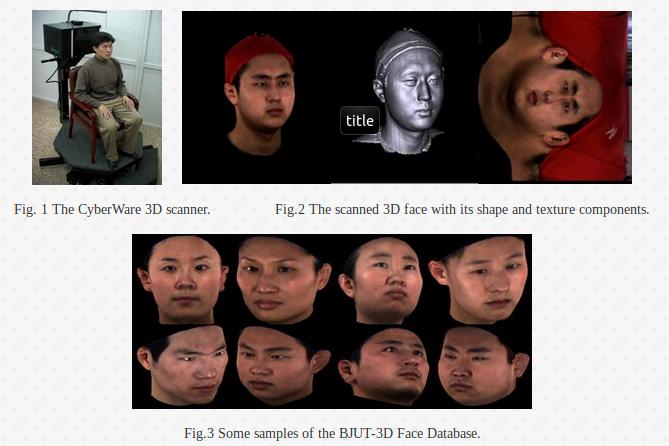 title
Fig. 1 The CyberWare 3D scanner.
Fig.2 The scanned 3D face with its shape and texture components.
Fig.3 Some samples of the BJUT-3D Face Database.